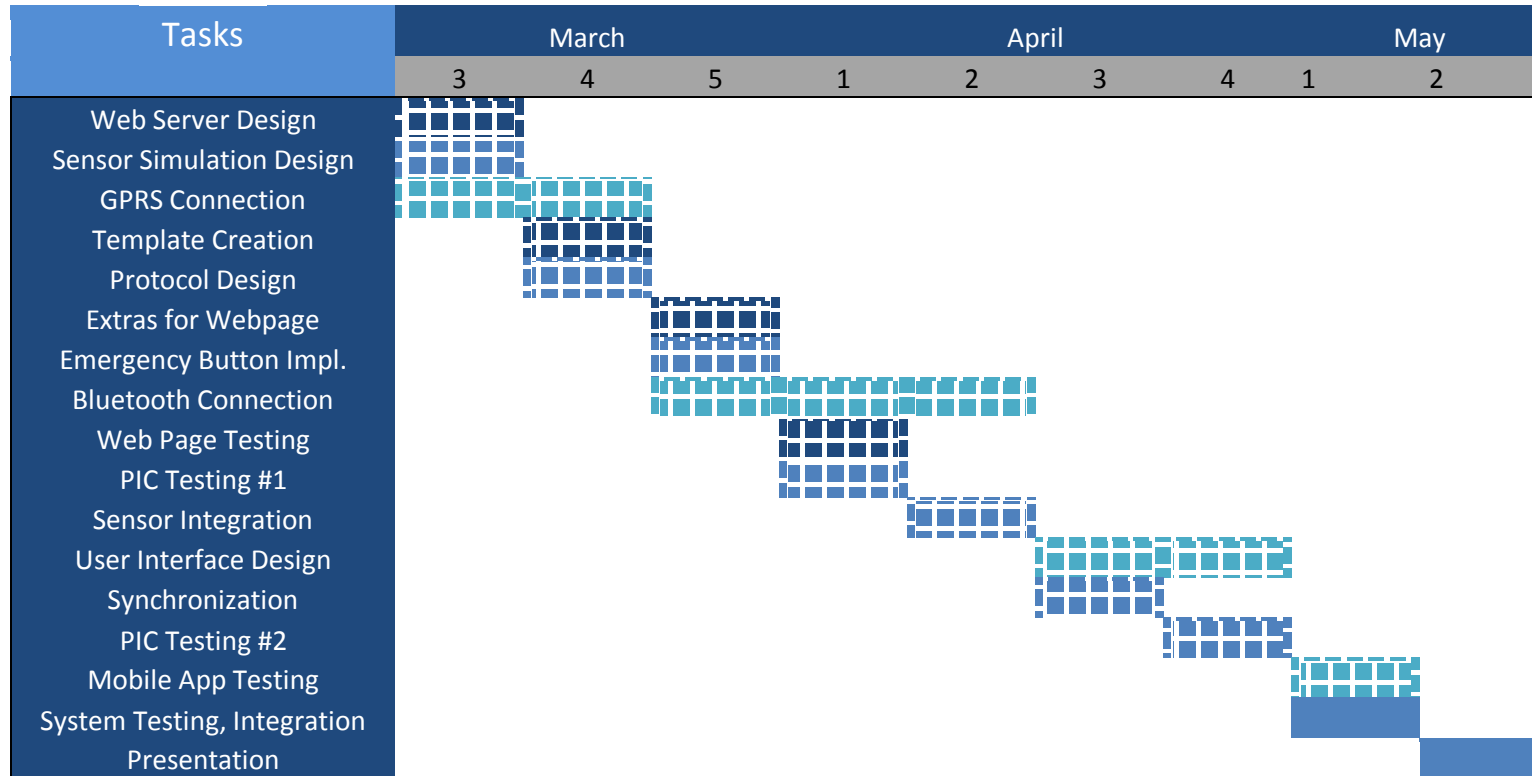 Tasks March April May
3 4 5 1 2 3 4 1 2
Web Server Design
Sensor Simulation Design
GPRS Connection
Template Creation
Protocol Design
Extras for Webpage
Emergency Button Impl.
Bluetooth Connection
Web Page Testing
PIC Testing #1
Sensor Integration
User Interface Design
Synchronization
PIC Testing #2
Mobile App Testing
System Testing, Integration
Presentation